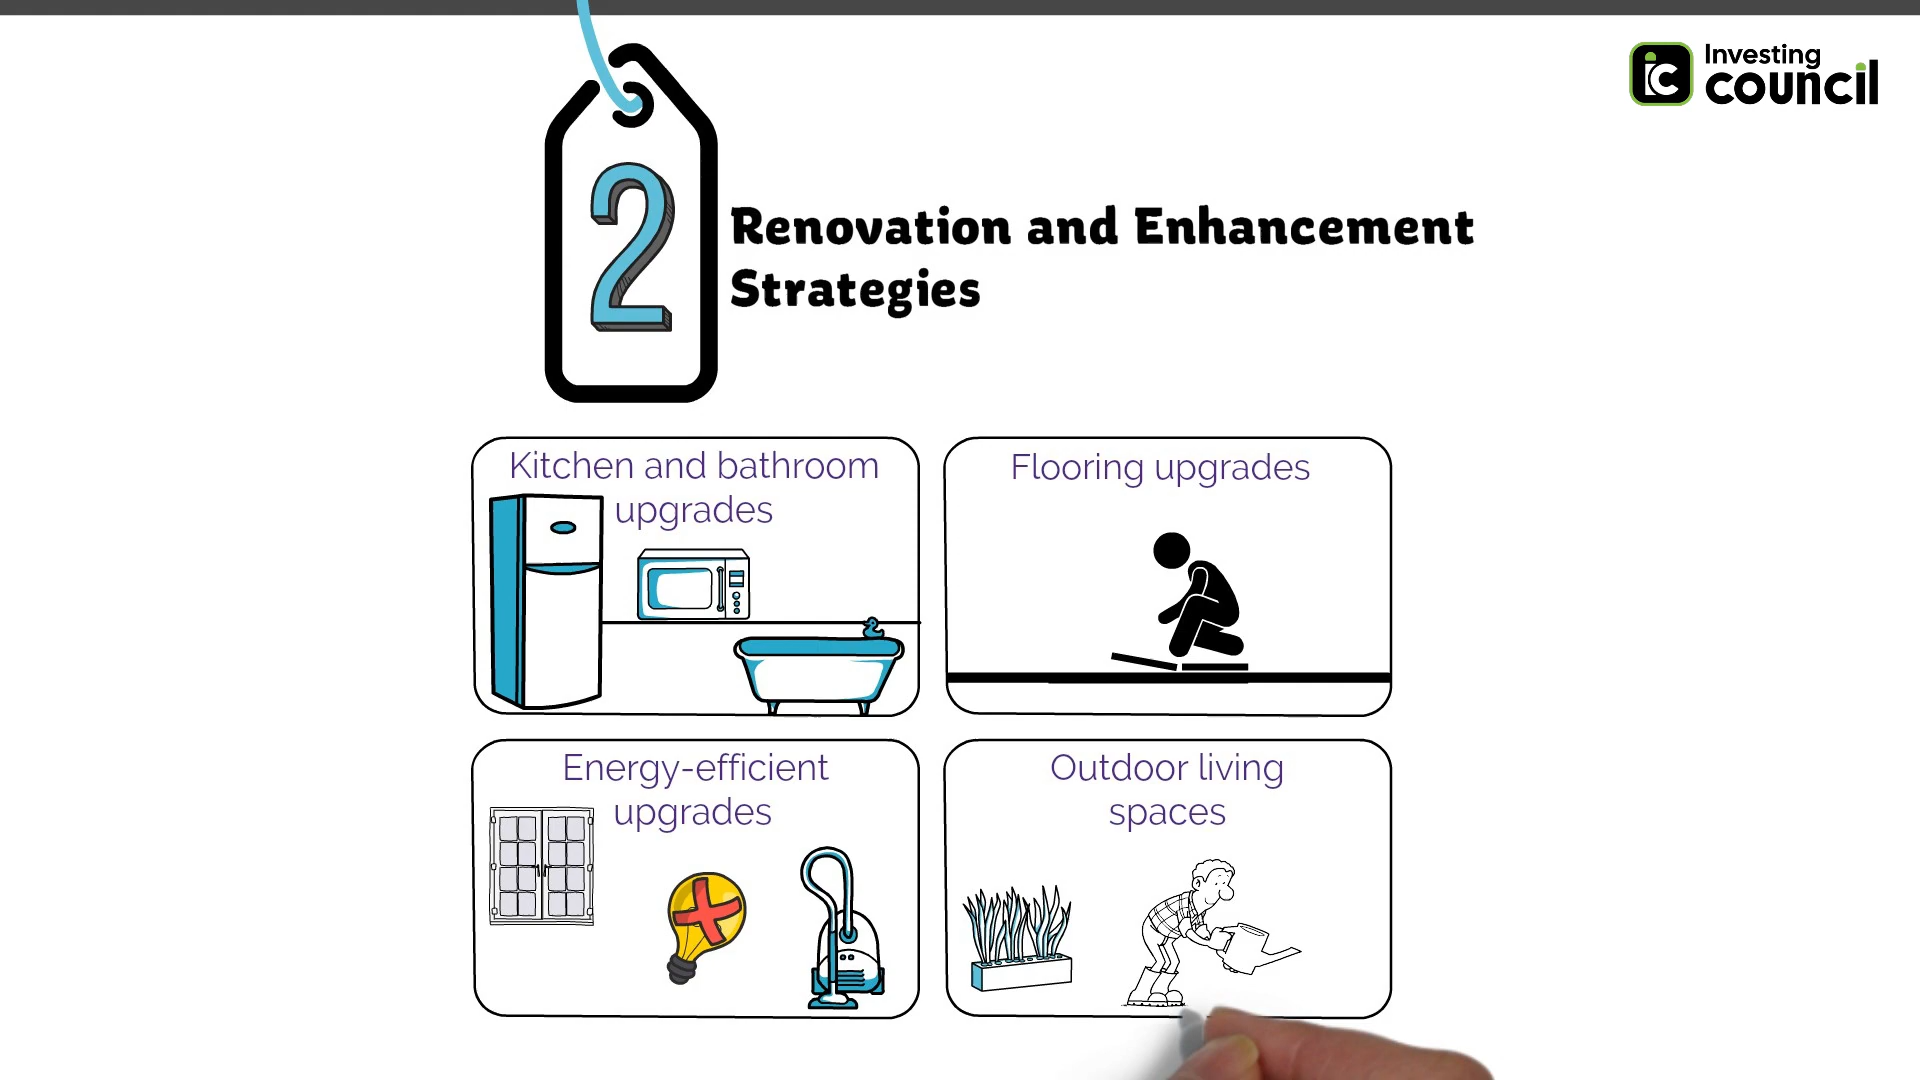 Investing
council
ic
2
Renovation and Enhancement
Strategies
Kitchen and bathroom
upgrades
Flooring upgrades
Energy-efficient
upgrades
Outdoor living
spaces